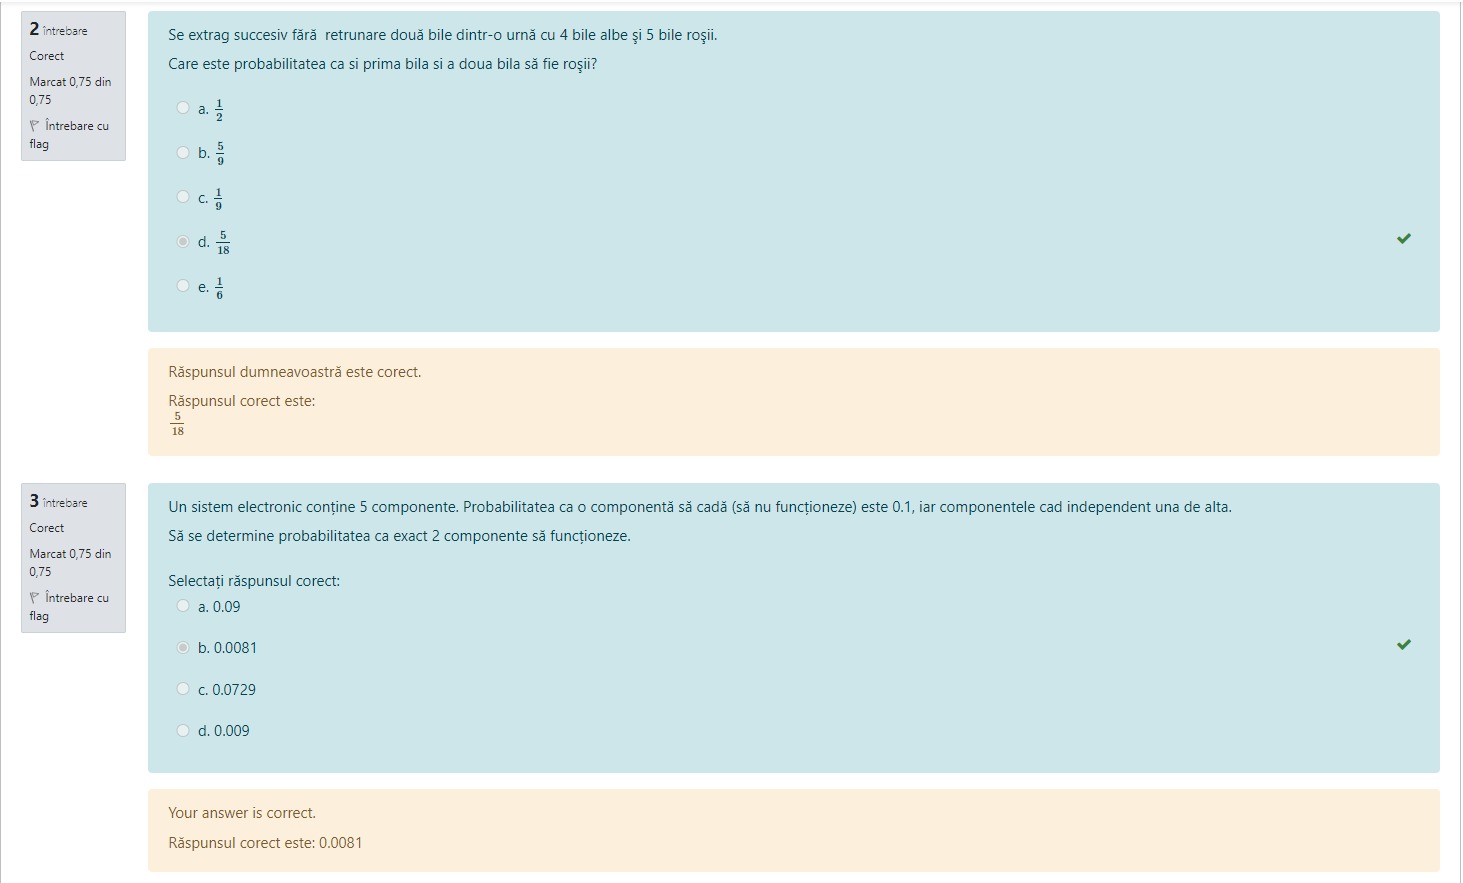 2 întrebare
Corect
Marcat 0,75 din
0,75
Întrebare cu
flag
Se extrag succesiv fără retrunare două bile dintr-o urnă cu 4 bile albe şi 5 bile roşii.
Care este probabilitatea ca si prima bila si a doua bila să fie roşii?
a. 1/2
b. 5/9
c. 1/9
d. 5/18
e. 1/6
Răspunsul dumneavoastră este corect.
Răspunsul corect este:
5/18
3 întrebare
Corect
Marcat 0,75 din
0,75
Întrebare cu
flag
Un sistem electronic conține 5 componente. Probabilitatea ca o componentă să cadă (să nu funcționeze) este 0.1, iar componentele cad independent una de alta.
Să se determine probabilitatea ca exact 2 componente să funcționeze.
Selectați răspunsul corect:
a. 0.09
b. 0.0081
c. 0.0729
d. 0.009
Your answer is correct.
Răspunsul corect este: 0.0081